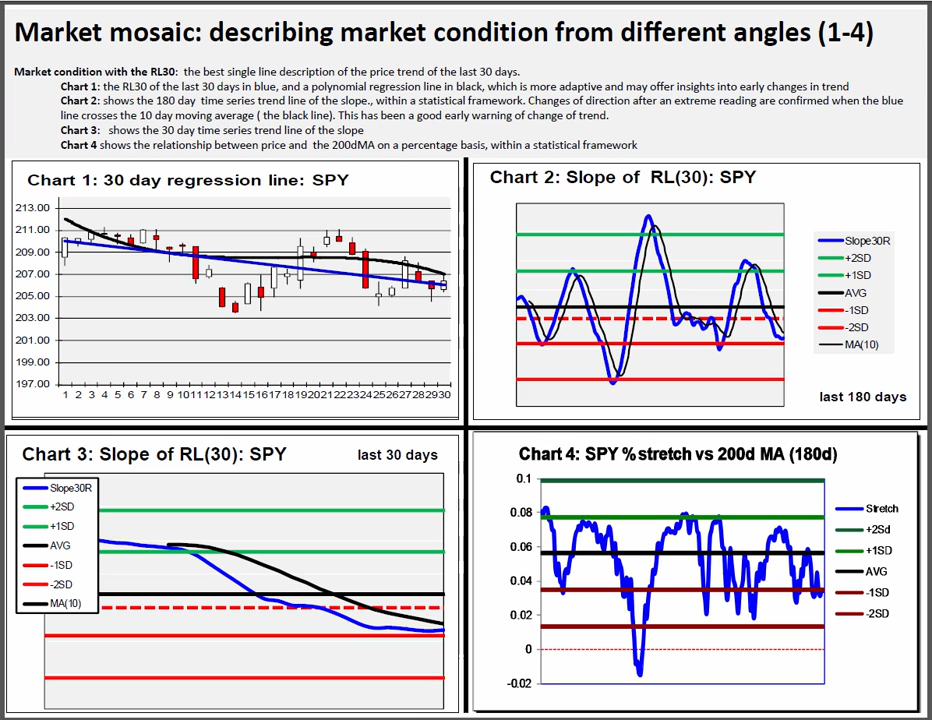 Market mosaic: describing market condition from different angles (1-4)
Market condition with the RL30: the best single line description of the price trend of the last 30 days.
Chart 1: the RL30 of the last 30 days in blue, and a polynomial regression line in black, which is more adaptive and may offer insights into early changes in trend
Chart 2: shows the 180 day time series trend line of the slope., within a statistical framework. Changes of direction after an extreme reading are confirmed when the blue
line crosses the 10 day moving average ( the black line). This has been a good early warning of change of trend.
Chart 3: shows the 30 day time series trend line of the slope
Chart 4 shows the relationship between price and the 200dMA on a percentage basis, within a statistical framework
Chart 1: 30 day regression line: SPY
213.00
211.00
209.00
207.00
205.00
203.00
201.00
199.00
197.00
1 2 3 4 5 6 7 8 9 10 11 12 13 14 15 16 17 18 19 20 21 22 23 24 25 26 27 28 29 30
Chart 2: Slope of RL(30): SPY
Slope30R
+2SD
+1SD
AVG
-1SD
-2SD
MA(10)
last 180 days
Chart 3: Slope of RL(30): SPY
last 30 days
Slope30R
+2SD
+1SD
AVG
-1SD
-2SD
MA(10)
Chart 4: SPY %stretch vs 200d MA (180d)
0.1
0.08
0.06
0.04
0.02
0
-0.02
Stretch
+2Sd
+1SD
AVG
-1SD
-2SD